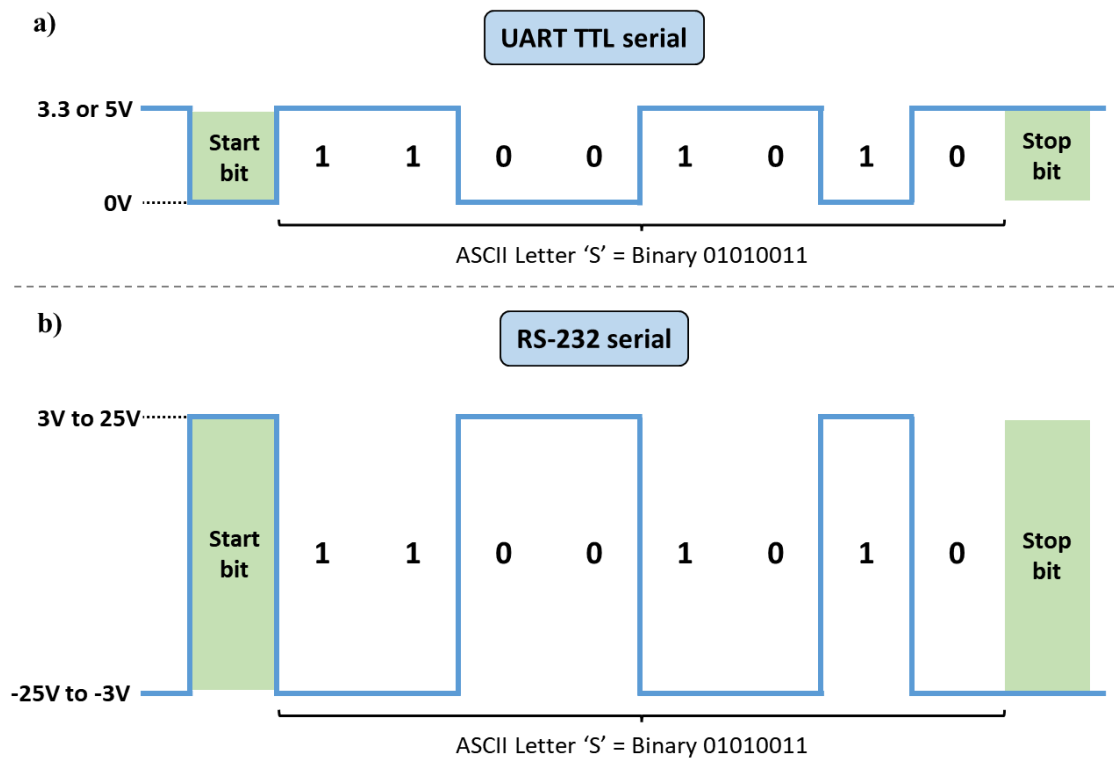 a)
UART TTL serial
3.3 or 5V
Start
bit
1 1 0 0 1 0 1 0
Stop
bit
0V
ASCII Letter ‘S’ = Binary 01010011
b)
RS-232 serial
3V to 25V
Start
bit
1 1 0 0 1 0 1 0
Stop
bit
-25V to -3V
ASCII Letter ‘S’ = Binary 01010011